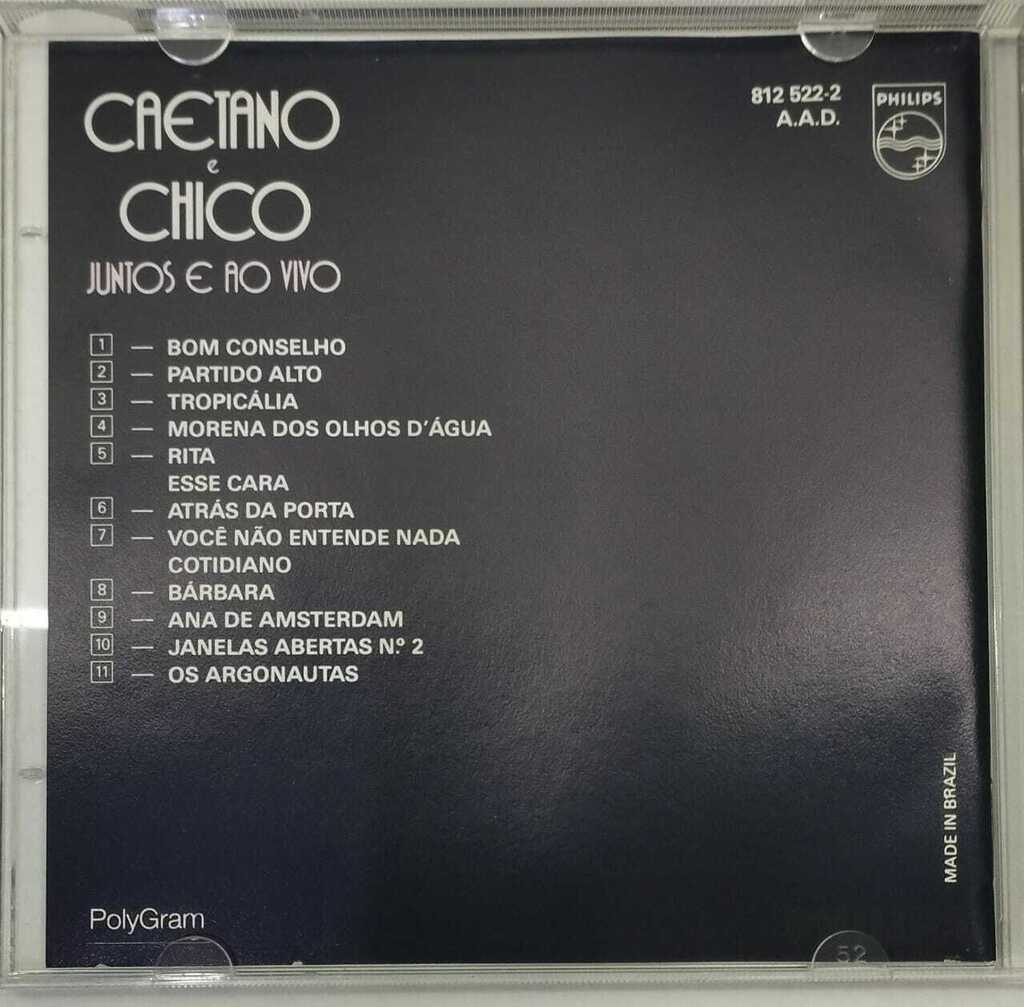 CAETANO
e
CHICO
JUNTOS E AO VIVO
812 522-2
A.A.D.
PHILIPS
1 — BOM CONSELHO
2 — PARTIDO ALTO
3 — TROPICÁLIA
4 — MORENA DOS OLHOS D'ÁGUA
5 — RITA
ESSE CARA
6 — ATRÁS DA PORTA
7 — VOCÊ NÃO ENTENDE NADA
COTIDIANO
8 — BÁRBARA
9 — ANA DE AMSTERDAM
10 — JANELAS ABERTAS N.º 2
11 — OS ARGONAUTAS
MADE IN BRAZIL
PolyGram
52